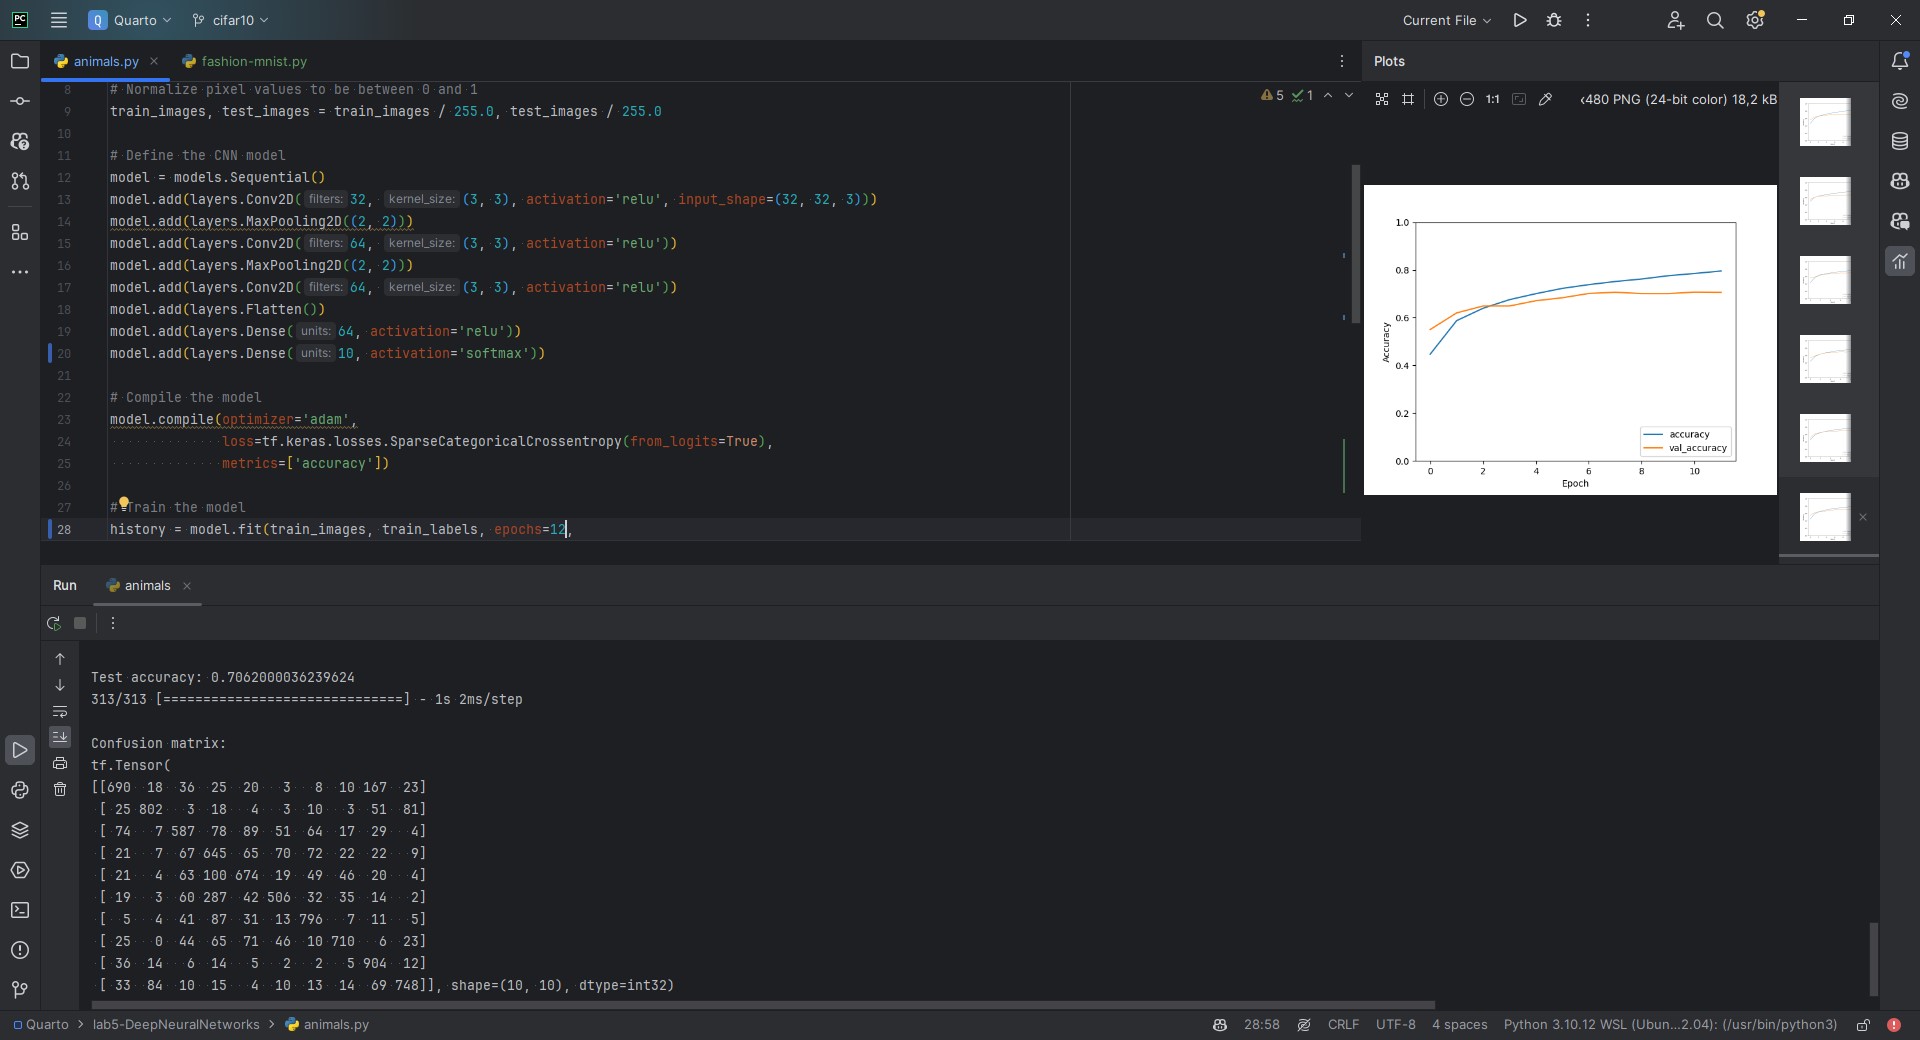 PC
Q Quarto
cifar10
Current File
animals.py
fashion-mnist.py
Plots
8 # Normalize pixel values to be between 0 and 1
9 train_images, test_images = train_images / 255.0, test_images / 255.0
10
11 # Define the CNN model
12 model = models.Sequential()
13 model.add(layers.Conv2D( filters: 32, kernel_size: (3, 3), activation='relu', input_shape=(32, 32, 3)))
14 model.add(layers.MaxPooling2D((2, 2)))
15 model.add(layers.Conv2D( filters: 64, kernel_size: (3, 3), activation='relu'))
16 model.add(layers.MaxPooling2D((2, 2)))
17 model.add(layers.Conv2D( filters: 64, kernel_size: (3, 3), activation='relu'))
18 model.add(layers.Flatten())
19 model.add(layers.Dense( units: 64, activation='relu'))
20 model.add(layers.Dense( units: 10, activation='softmax'))
21
22 # Compile the model
23 model.compile(optimizer='adam',
24 loss=tf.keras.losses.SparseCategoricalCrossentropy(from_logits=True),
25 metrics=['accuracy'])
26
27 # Train the model
28 history = model.fit(train_images, train_labels, epochs=12,
5 1
1:1
480 PNG (24-bit color) 18,2 kB
1.0
0.8
0.6
0.4
0.2
0.0
Accuracy
0 2 4 6 8 10
Epoch
accuracy
val_accuracy
Run
animals
Test accuracy: 0.7062000036239624
313/313 [==============================] - 1s 2ms/step
Confusion matrix:
tf.Tensor(
[[690 18 36 25 20 3 8 10 167 23]
[ 25 802 3 18 4 3 10 3 51 81]
[ 74 7 587 78 89 51 64 17 29 4]
[ 21 7 67 645 65 70 72 22 22 9]
[ 21 4 63 100 674 19 49 46 20 4]
[ 19 3 60 287 42 506 32 35 14 2]
[ 5 4 41 87 31 13 796 7 11 5]
[ 25 0 44 65 71 46 10 710 6 23]
[ 36 14 6 14 5 2 2 5 904 12]
[ 33 84 10 15 4 10 13 14 69 748]], shape=(10, 10), dtype=int32)
Quarto > lab5-DeepNeuralNetworks > animals.py
28:58
CRLF
UTF-8
4 spaces
Python 3.10.12 WSL (Ubun...2.04): (/usr/bin/python3)